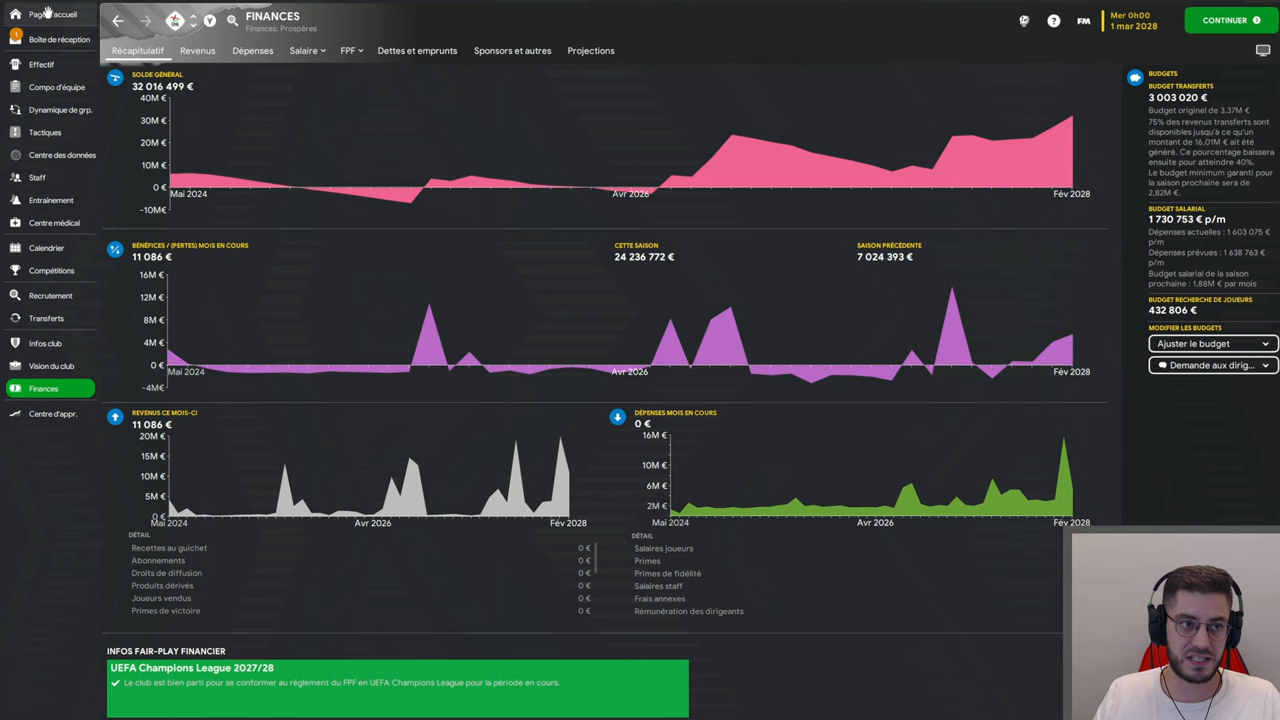 Page d'accueil
FINANCES
Finances: Prospères
Mer 0h00
1 mar 2028
CONTINUER
FM
1
Boîte de réception
Effectif
Compo d'équipe
Dynamique de grp.
Tactiques
Centre des données
Staff
Entraînement
Centre médical
Calendrier
Compétitions
Recrutement
Transferts
Infos club
Vision du club
Finances
Centre d'appr.
Récapitulatif
Revenus
Dépenses
Salaire
FPF
Dettes et emprunts
Sponsors et autres
Projections
SOLDE GÉNÉRAL
32 016 499 €
40M €
30M €
20M €
10M €
0 €
-10M €
Mai 2024
Avr 2026
Fév 2028
BÉNÉFICES / (PERTES) MOIS EN COURS
11 086 €
CETTE SAISON
24 236 772 €
SAISON PRÉCÉDENTE
7 024 393 €
16M €
12M €
8M €
4M €
0 €
-4M €
Mai 2024
Avr 2026
Fév 2028
REVENUS CE MOIS-CI
11 086 €
20M €
15M €
10M €
5M €
0 €
Mai 2024
Avr 2026
Fév 2028
DÉTAIL
Recettes au guichet 0 €
Abonnements 0 €
Droits de diffusion 0 €
Produits dérivés 0 €
Joueurs vendus 0 €
Primes de victoire 0 €
DÉPENSES MOIS EN COURS
0 €
16M €
10M €
6M €
2M €
Mai 2024
Avr 2026
Fév 2028
DÉTAIL
Salaires joueurs
Primes
Primes de fidélité
Salaires staff
Frais annexes
Rémunération des dirigeants
INFOS FAIR-PLAY FINANCIER
UEFA Champions League 2027/28
Le club est bien parti pour se conformer au règlement du FPF en UEFA Champions League pour la période en cours.
BUDGETS
BUDGET TRANSFERTS
3 003 020 €
Budget originel de 3,37M €
75% des revenus transferts sont
disponibles jusqu'à ce qu'un
montant de 16,01M € ait été
généré. Ce pourcentage baissera
ensuite pour atteindre 40%.
Le budget minimum garanti pour
la saison prochaine sera de
2,82M €.
BUDGET SALARIAL
1 730 753 € p/m
Dépenses actuelles : 1 603 075 €
p/m
Dépenses prévues : 1 638 763 €
p/m
Budget salarial de la saison
prochaine : 1,88M € par mois
BUDGET RECHERCHE DE JOUEURS
432 806 €
MODIFIER LES BUDGETS
Ajuster le budget
Demande aux dirig...